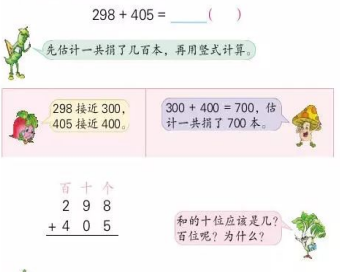 298 + 405 = ____ (    )
先估计一共捐了几百本，再用竖式计算。
298 接近 300，
405 接近 400。
300 + 400 = 700，估
计一共捐了 700 本。
百 十 个
2 9 8
+ 4 0 5
和的十位应该是几？
百位呢？为什么？